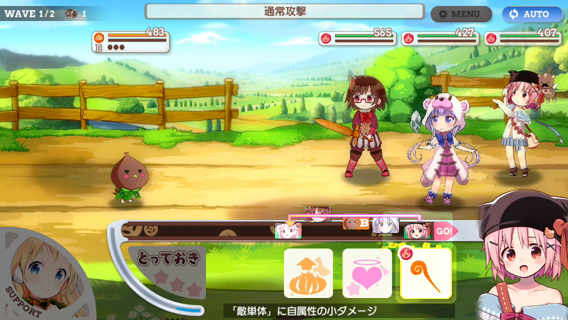 WAVE 1/2 1
通常攻撃
MENU
AUTO
483
B
565
427
407
B
GO!
とっておき
SUPPORT
「敵単体」に自属性の小ダメージ